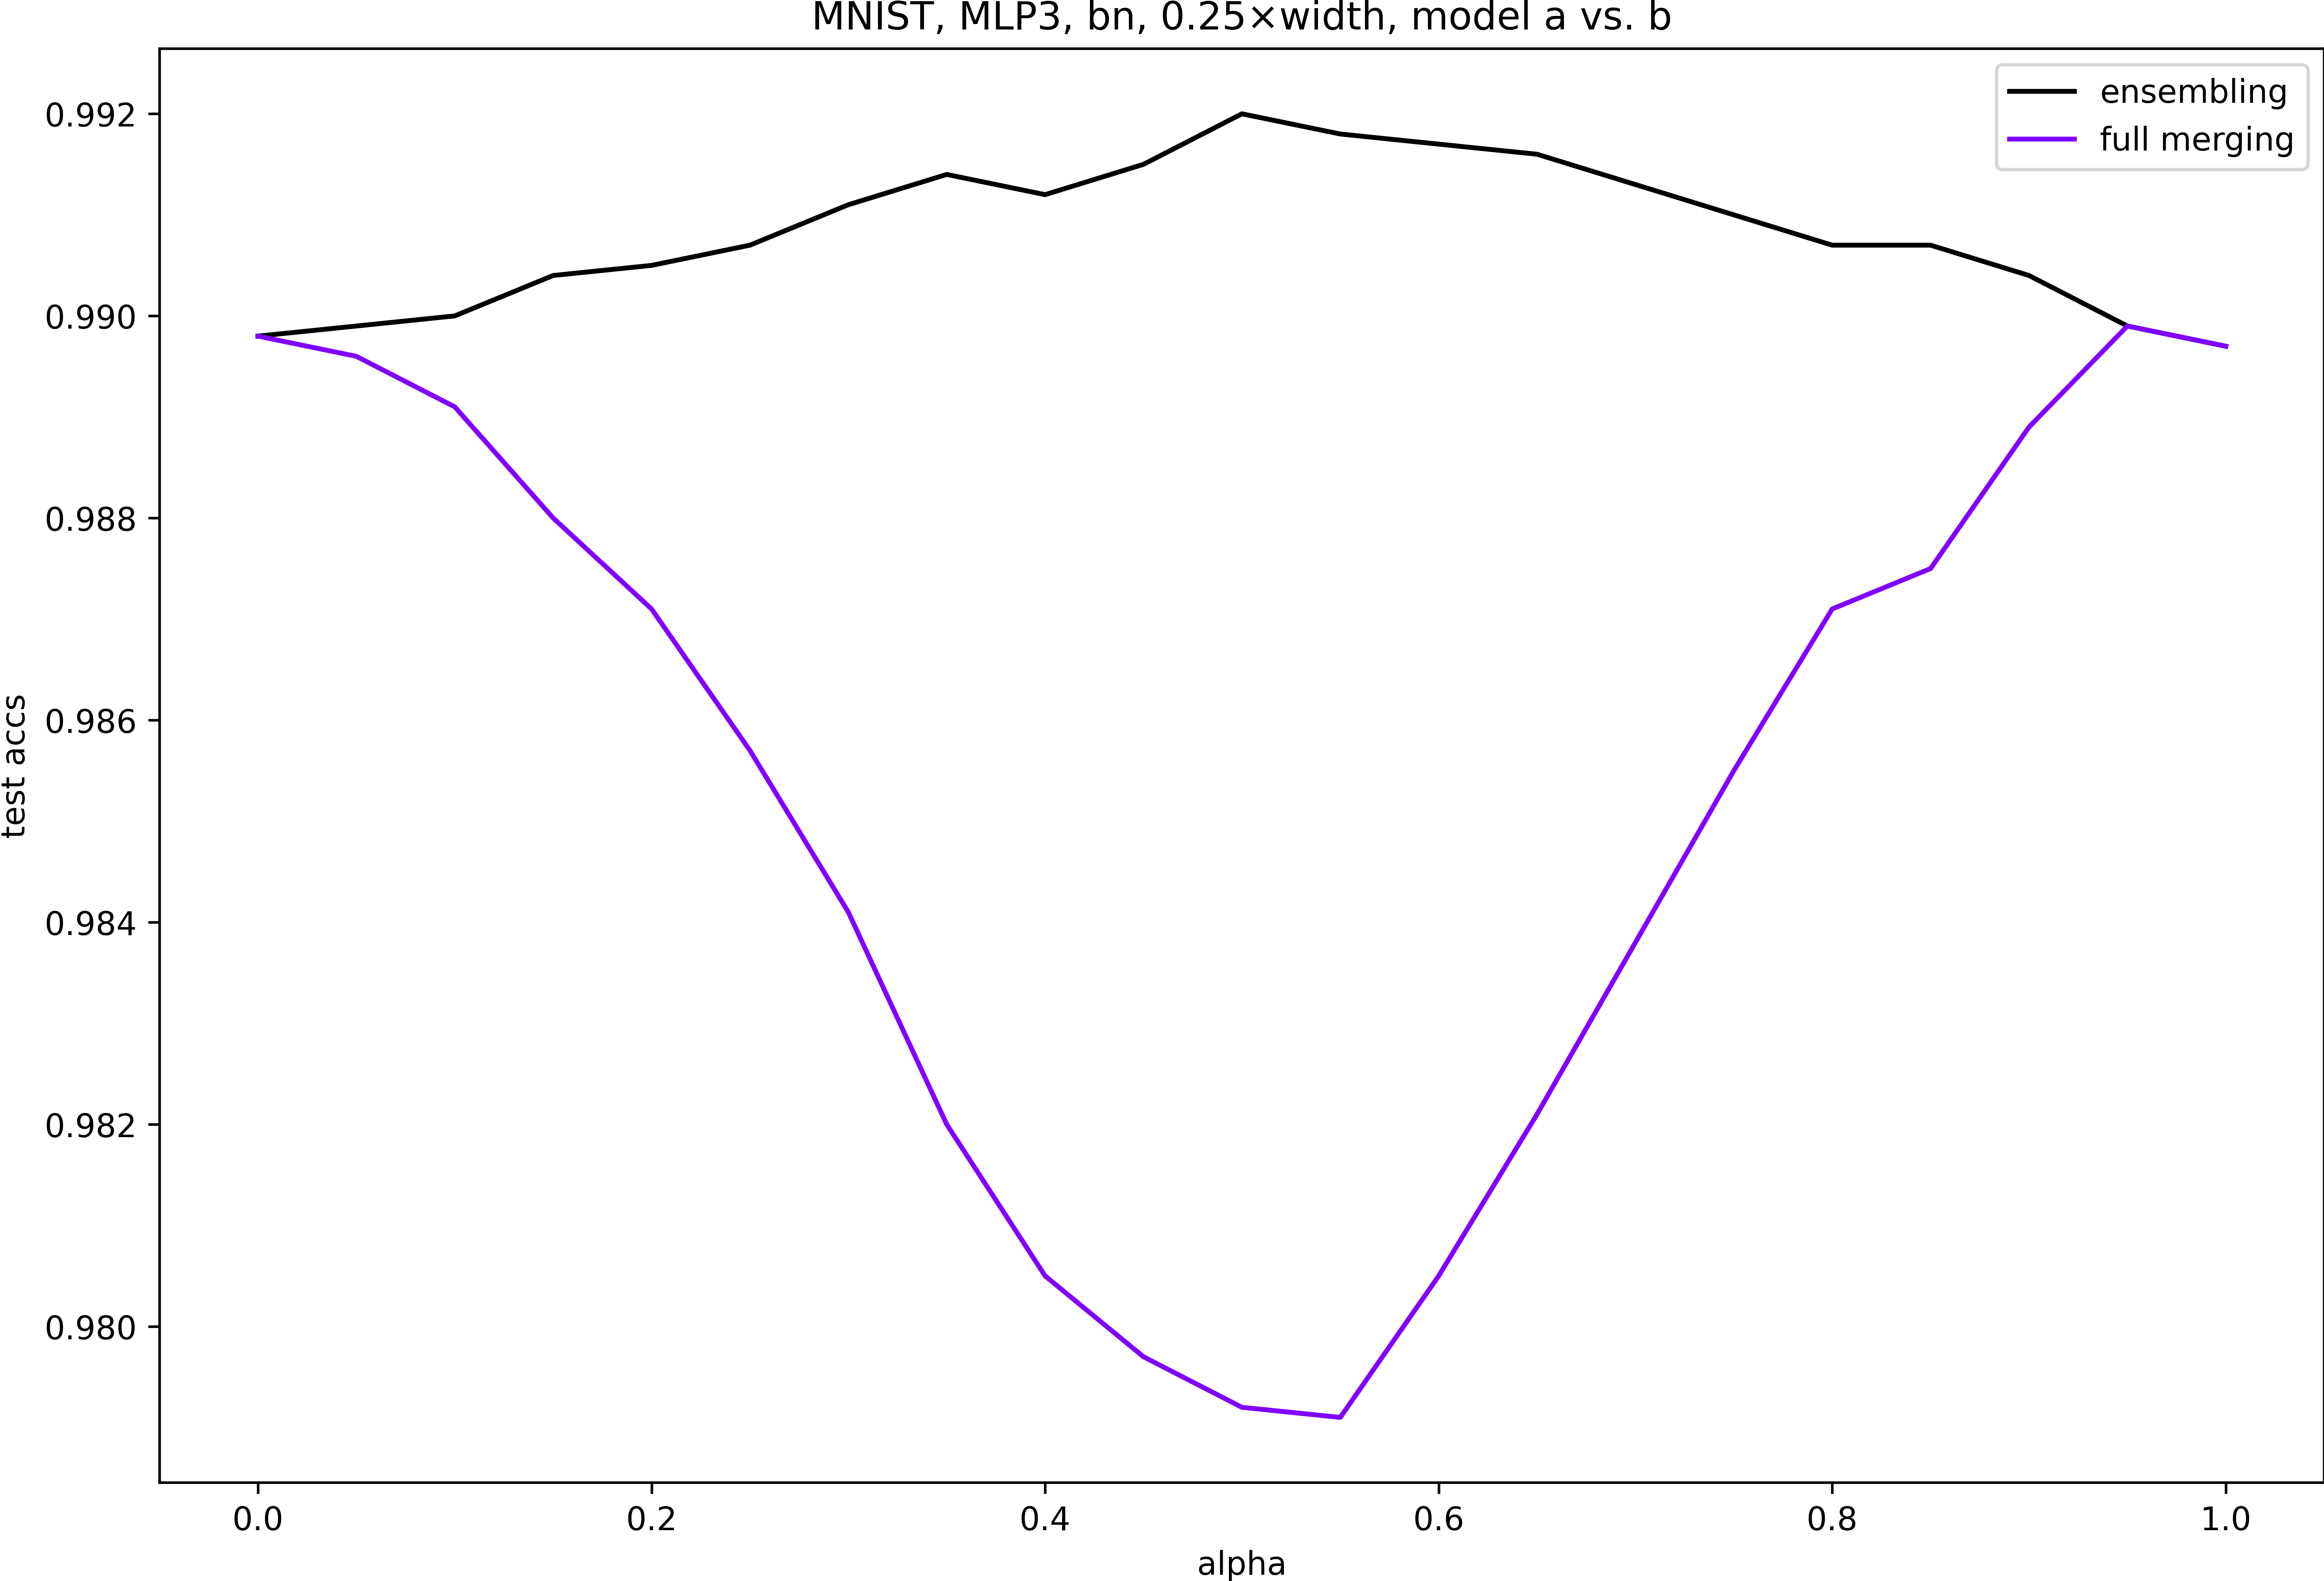 MNIST, MLP3, bn, 0.25×width, model a vs. b
ensembling
full merging
0.992
0.990
0.988
0.986
0.984
0.982
0.980
test accs
0.0 0.2 0.4 0.6 0.8 1.0
alpha